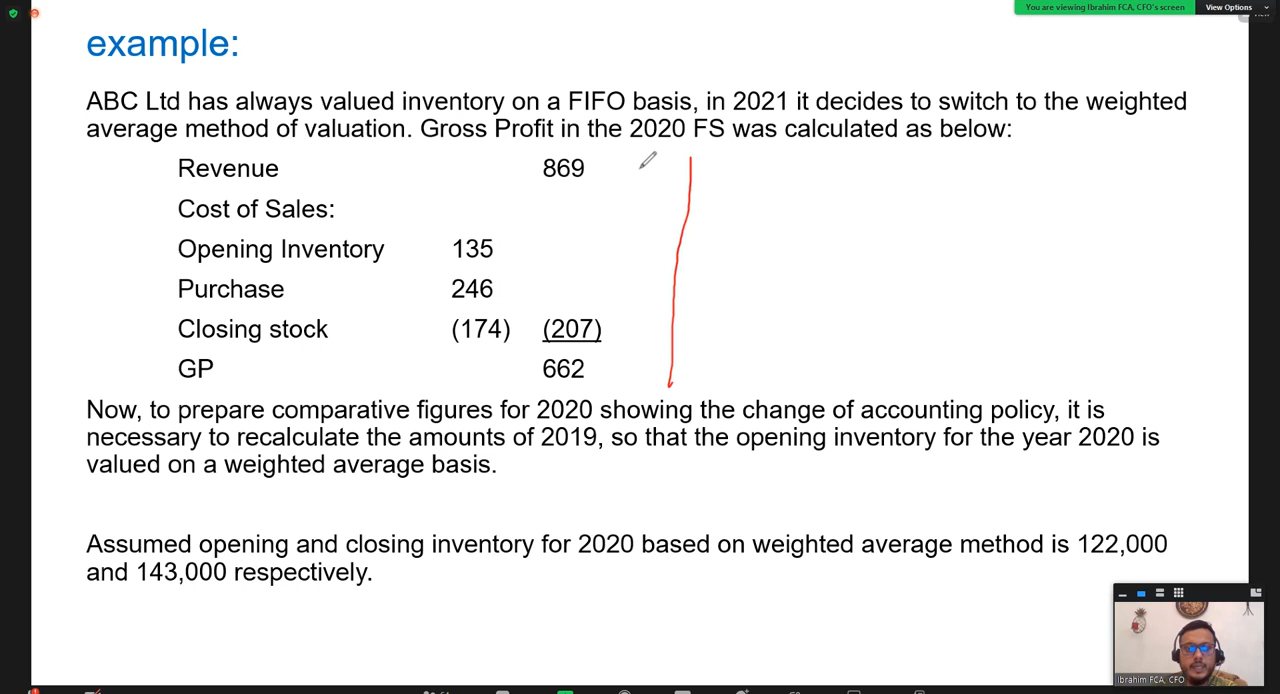 You are viewing Ibrahim FCA, CFO's screen
View Options
example:
ABC Ltd has always valued inventory on a FIFO basis, in 2021 it decides to switch to the weighted
average method of valuation. Gross Profit in the 2020 FS was calculated as below:
Revenue 869
Cost of Sales:
Opening Inventory 135
Purchase 246
Closing stock (174) (207)
GP 662
Now, to prepare comparative figures for 2020 showing the change of accounting policy, it is
necessary to recalculate the amounts of 2019, so that the opening inventory for the year 2020 is
valued on a weighted average basis.
Assumed opening and closing inventory for 2020 based on weighted average method is 122,000
and 143,000 respectively.
Ibrahim FCA, CFO